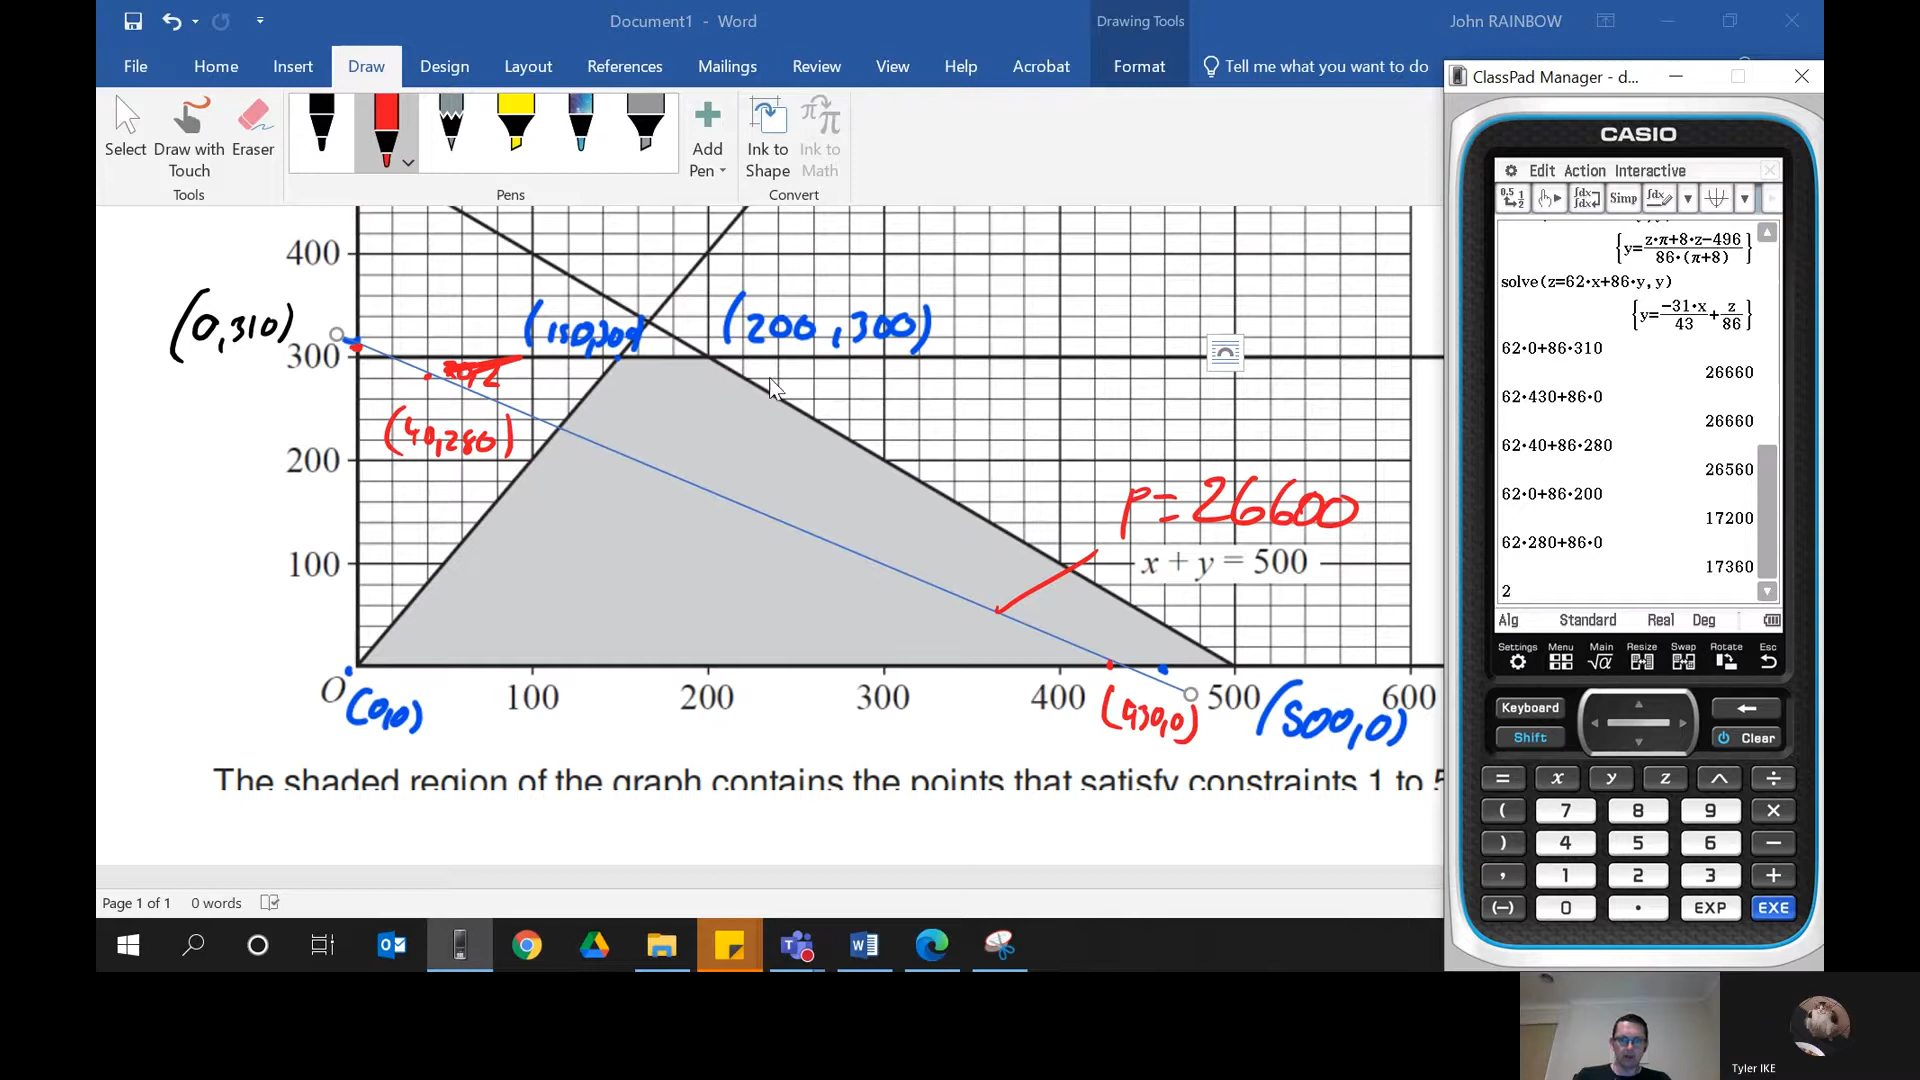 Document1 - Word
Drawing Tools
John RAINBOW
File Home Insert Draw Design Layout References Mailings Review View Help Acrobat Format Tell me what you want to do
Select Draw with Touch Eraser
Add Pen
Ink to Shape
Ink to Math
Tools
Pens
Convert
400
300
200
100
(0,310)
(150,300)
(200,300)
(40,280)
P=26600
x + y = 500
O
100 200 300 400 500 600
(0,0)
(430,0)
(500,0)
The shaded region of the graph contains the points that satisfy constraints 1 to 5
Page 1 of 1 0 words
ClassPad Manager - d...
CASIO
Edit Action Interactive
Simp
{y=z·π+8·z−496/86·(π+8)}
solve(z=62·x+86·y,y)
{y=−31·x/43+z/86}
62·0+86·310
26660
62·430+86·0
26660
62·40+86·280
26560
62·0+86·200
17200
62·280+86·0
17360
2
Alg Standard Real Deg
Settings Menu Main Resize Swap Rotate Esc
Keyboard
Shift
Clear
= x y z ^ ÷
( 7 8 9 ×
) 4 5 6 −
, 1 2 3 +
(−) 0 · EXP EXE
Tyler IKE